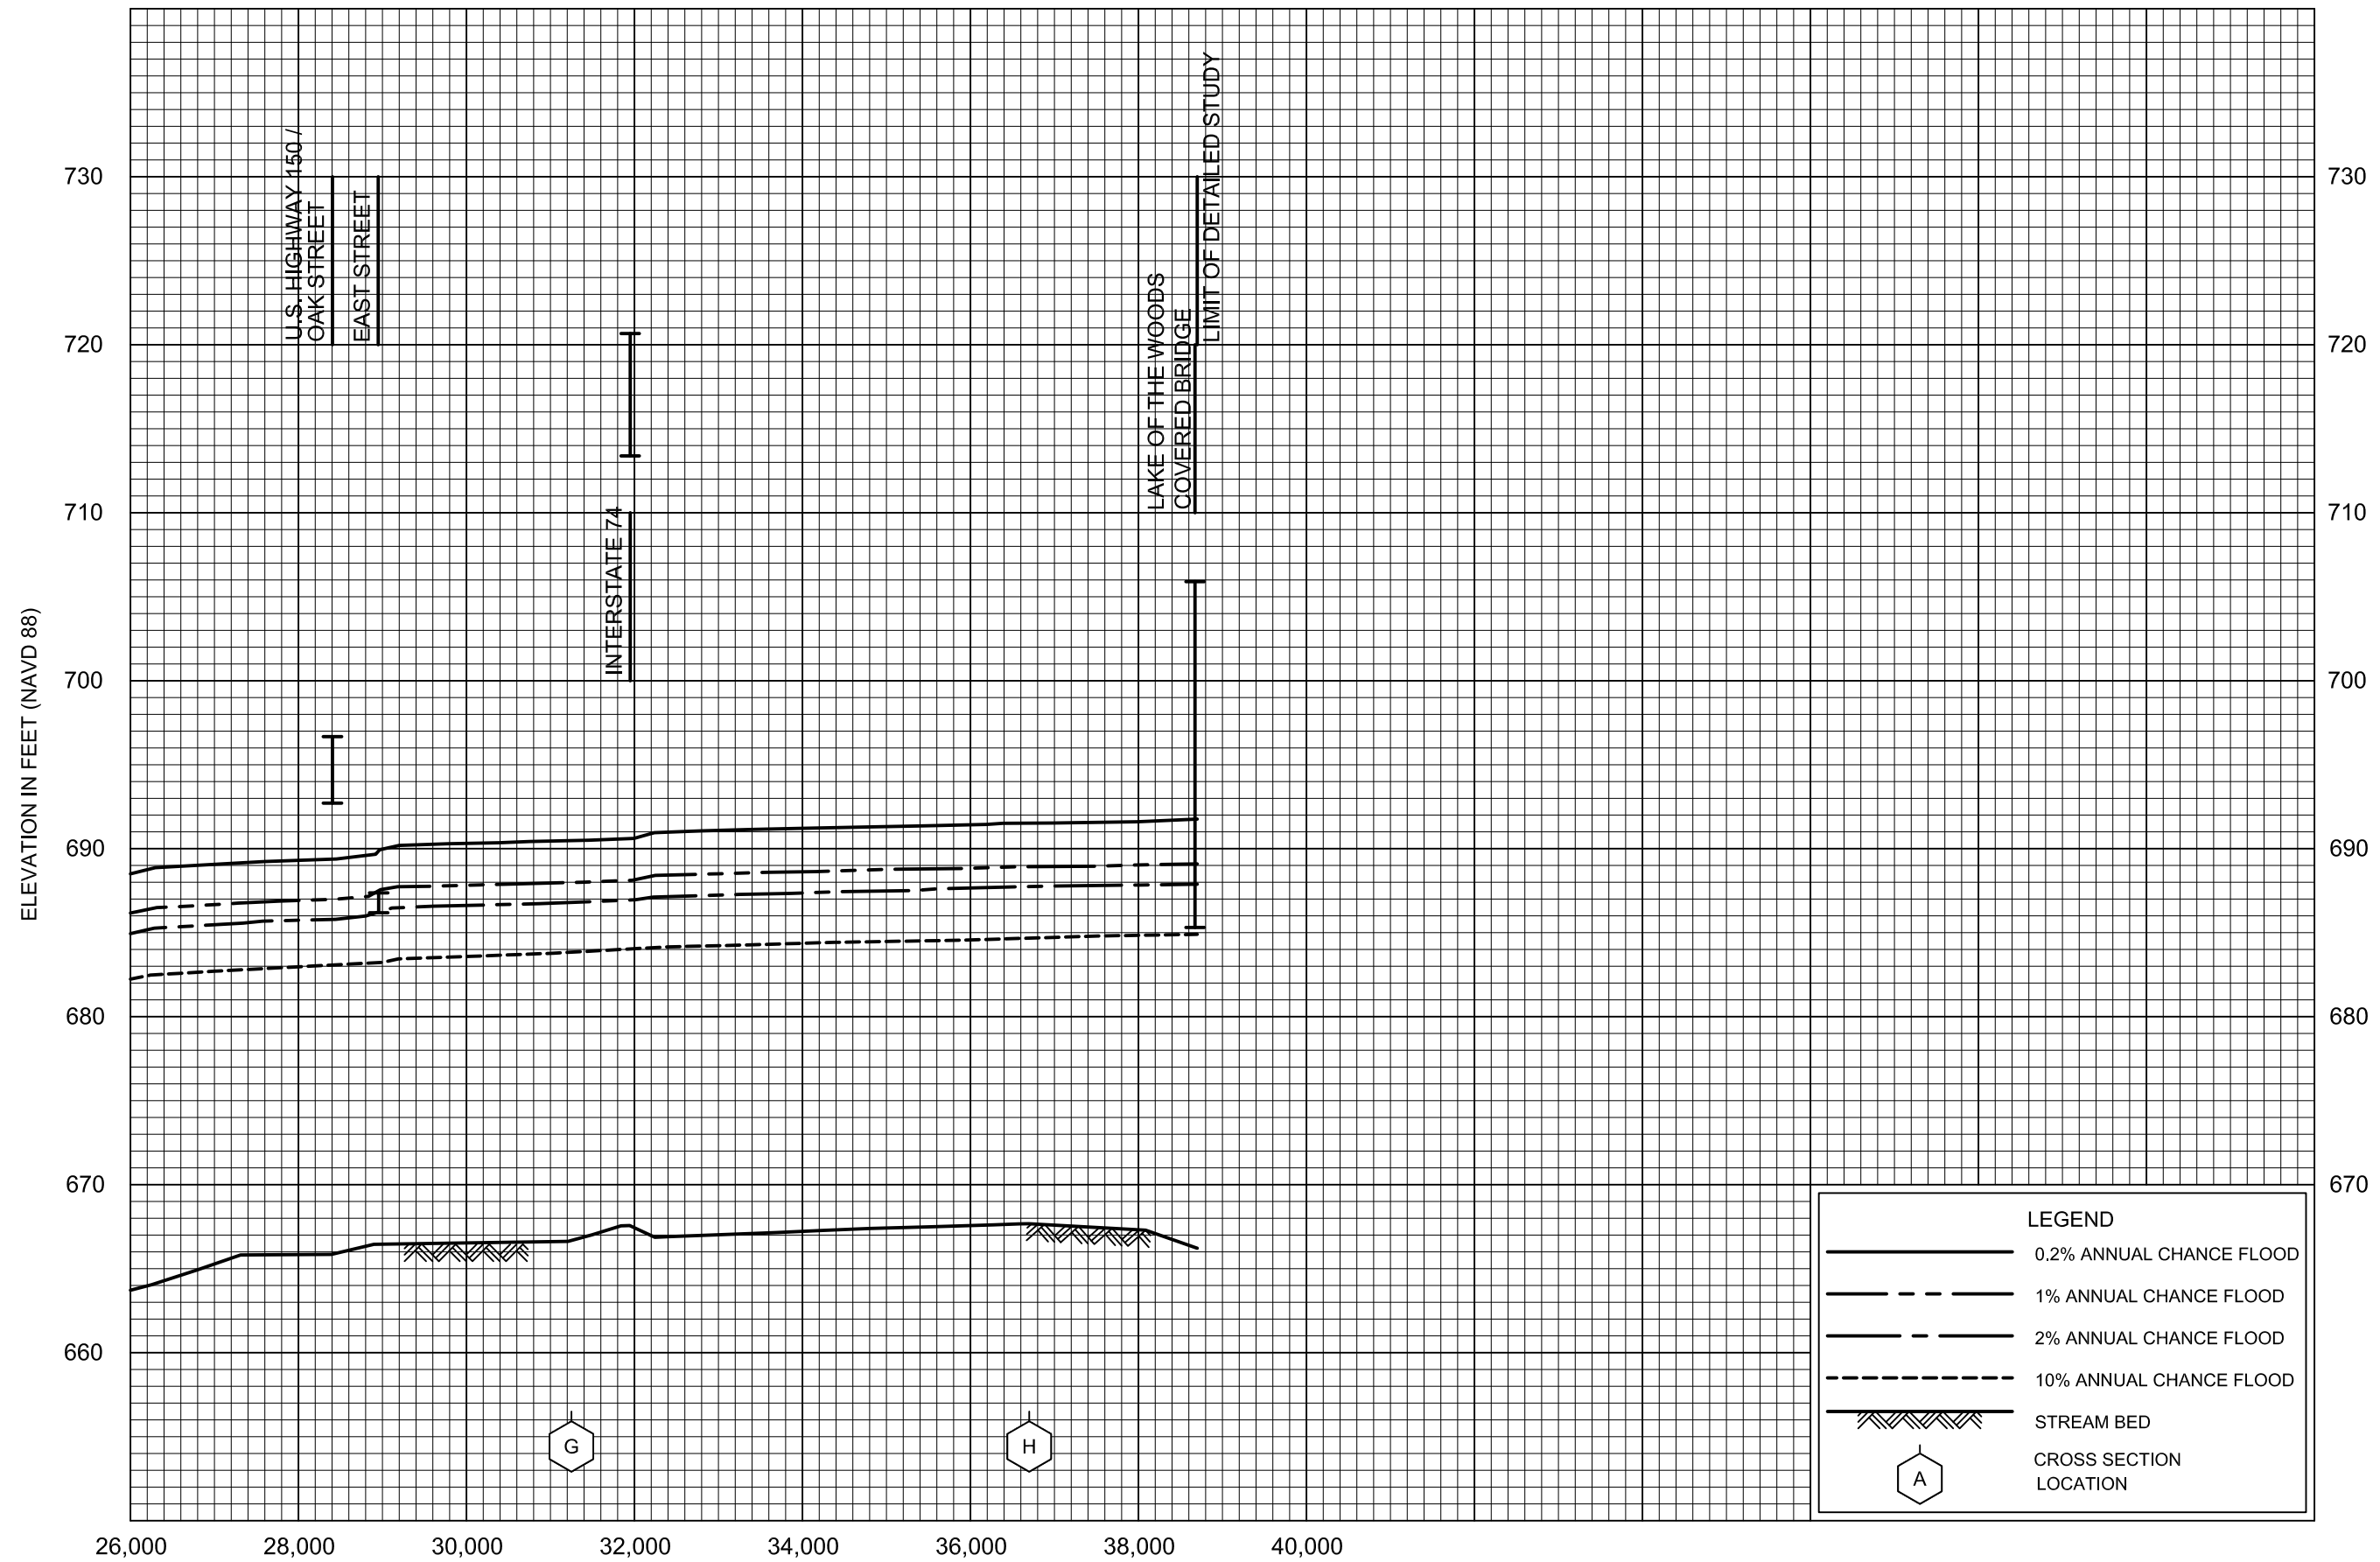 U.S. HIGHWAY 150 /
OAK STREET
EAST STREET
INTERSTATE 74
LAKE OF THE WOODS
COVERED BRIDGE
LIMIT OF DETAILED STUDY
ELEVATION IN FEET (NAVD 88)
730
720
710
700
690
680
670
660
730
720
710
700
690
680
670
G
H
26,000
28,000
30,000
32,000
34,000
36,000
38,000
40,000
LEGEND
0.2% ANNUAL CHANCE FLOOD
1% ANNUAL CHANCE FLOOD
2% ANNUAL CHANCE FLOOD
10% ANNUAL CHANCE FLOOD
STREAM BED
A
CROSS SECTION
LOCATION